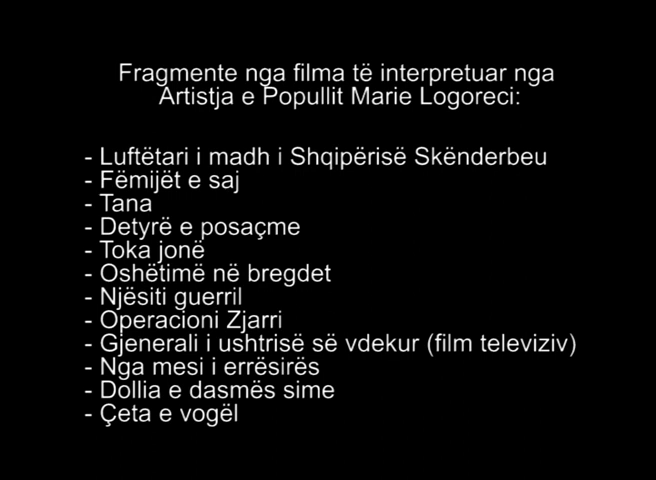 Fragmente nga filma të interpretuar nga
Artistja e Popullit Marie Logoreci:
- Luftëtari i madh i Shqipërisë Skënderbeu
- Fëmijët e saj
- Tana
- Detyrë e posaçme
- Toka jonë
- Oshëtimë në bregdet
- Njësiti guerril
- Operacioni Zjarri
- Gjenerali i ushtrisë së vdekur (film televiziv)
- Nga mesi i errësirës
- Dollia e dasmës sime
- Çeta e vogël